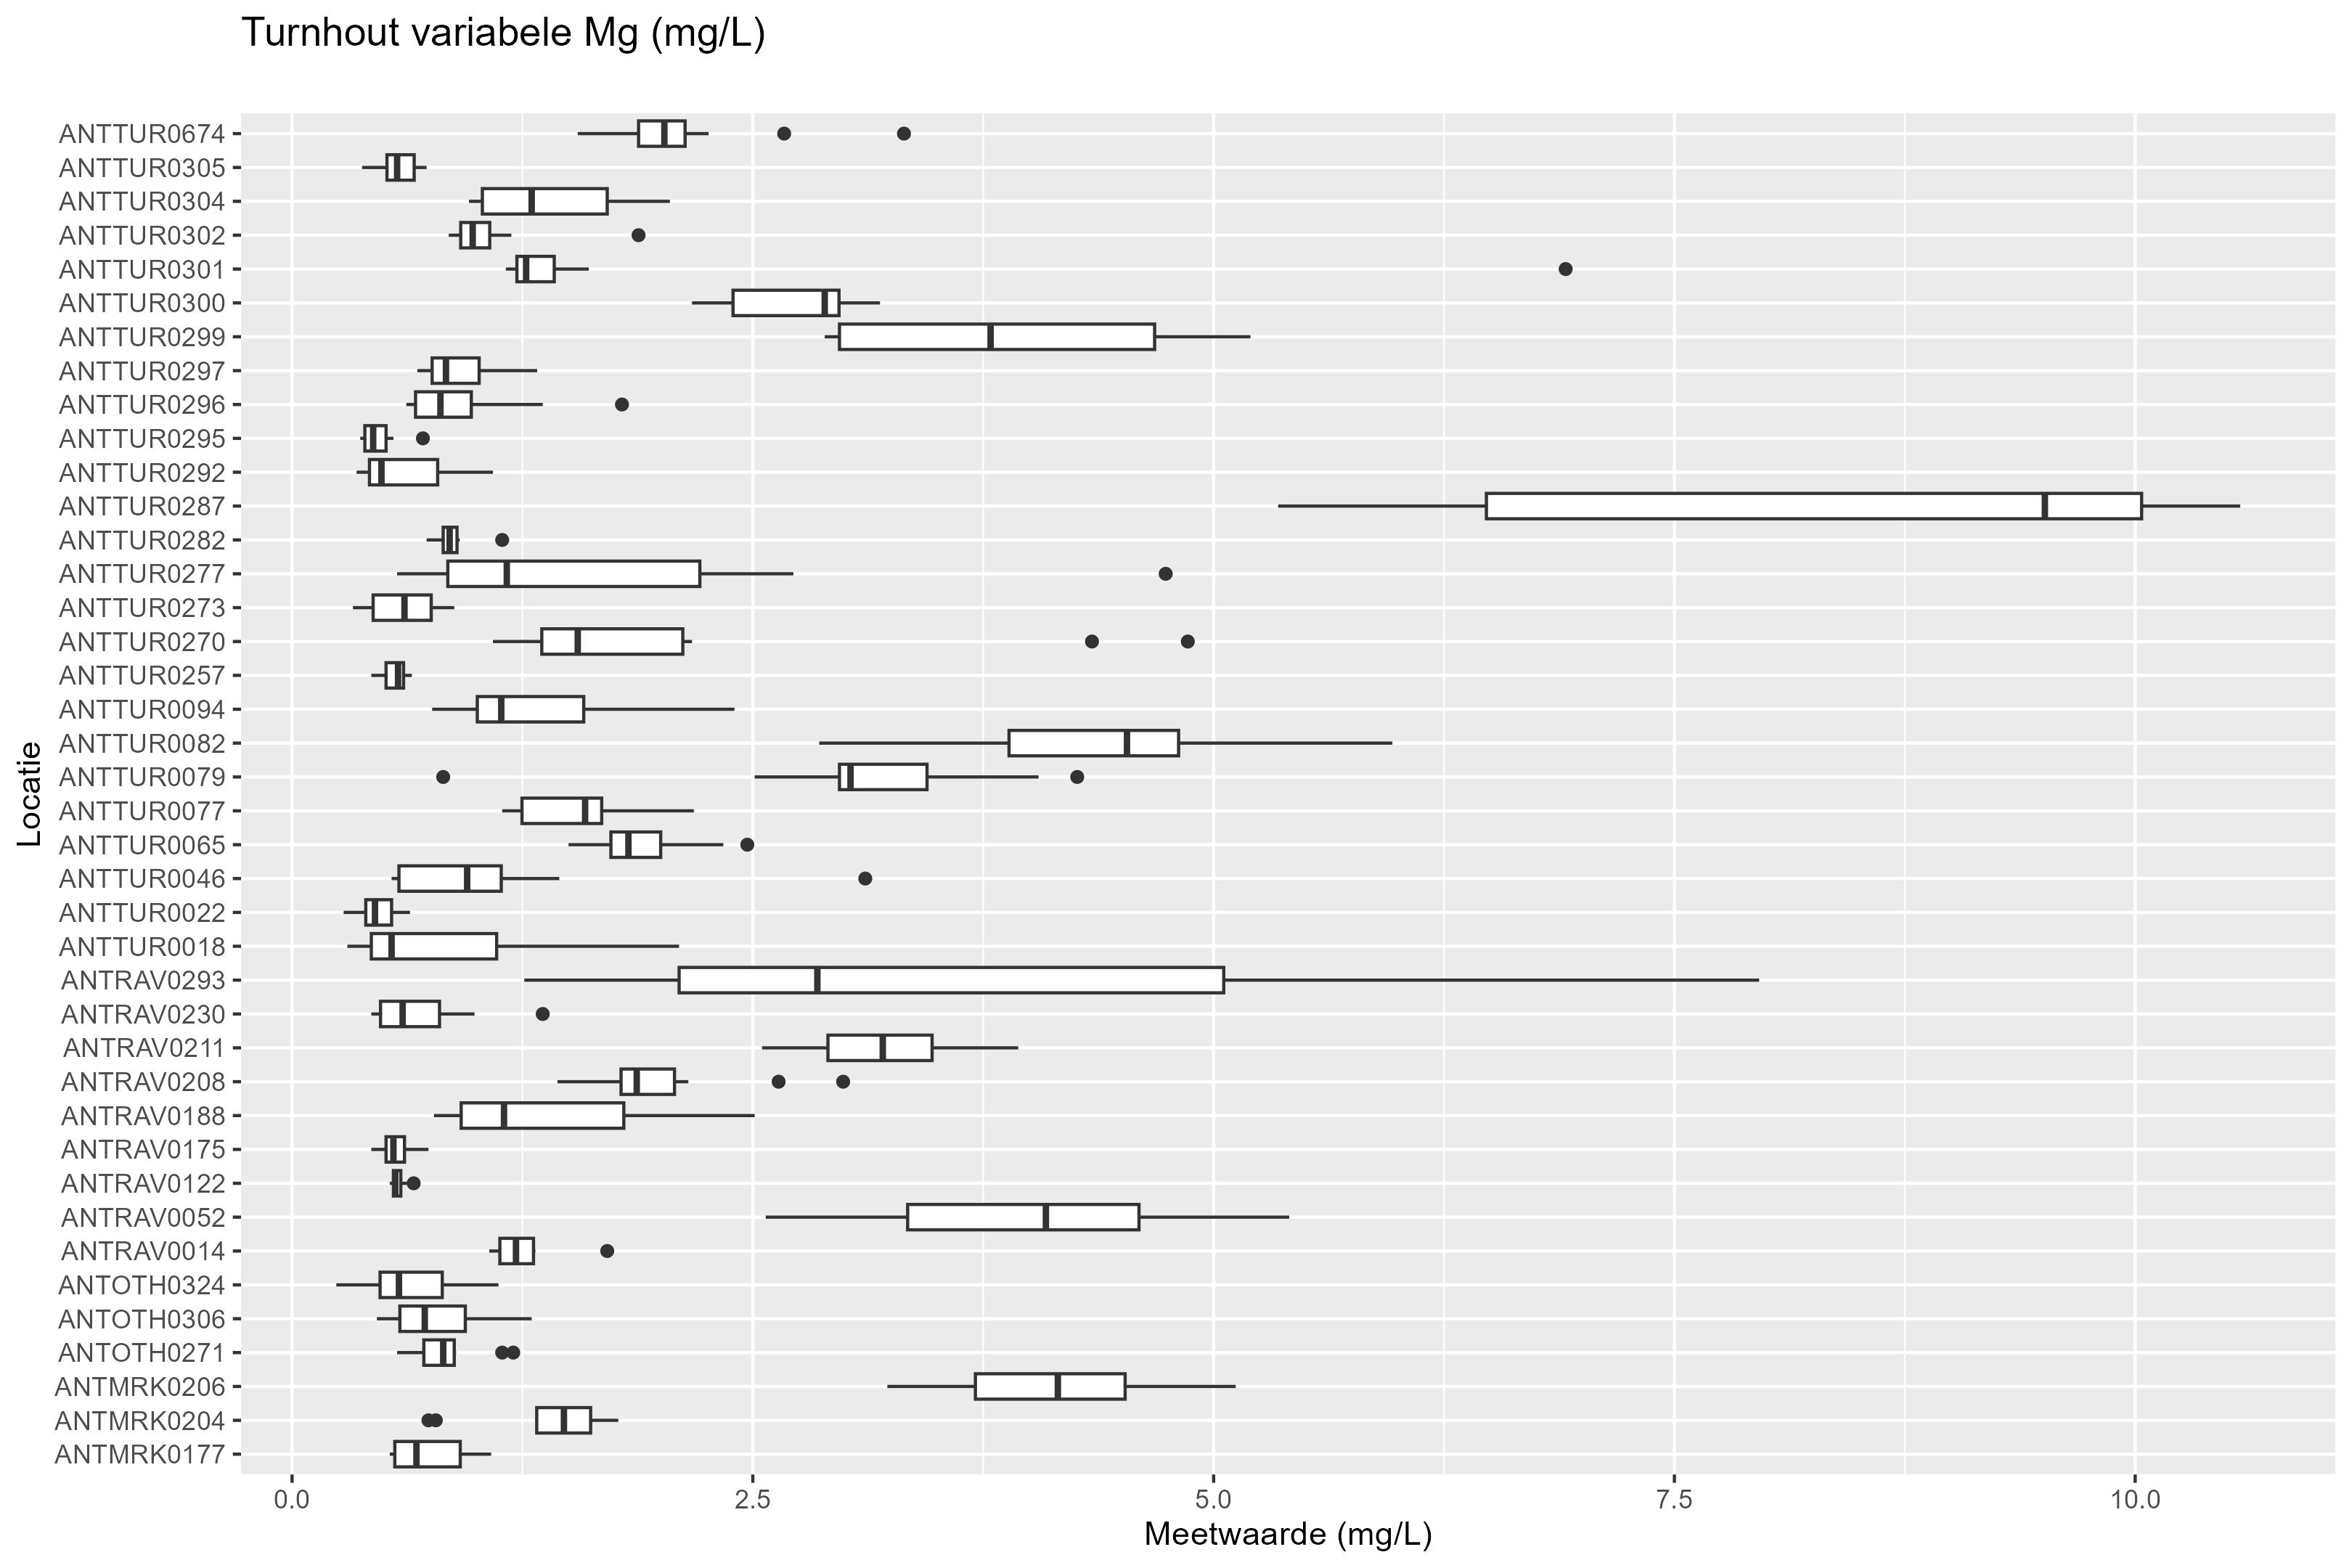 Turnhout variabele Mg (mg/L)
Locatie
ANTTUR0674
ANTTUR0305
ANTTUR0304
ANTTUR0302
ANTTUR0301
ANTTUR0300
ANTTUR0299
ANTTUR0297
ANTTUR0296
ANTTUR0295
ANTTUR0292
ANTTUR0287
ANTTUR0282
ANTTUR0277
ANTTUR0273
ANTTUR0270
ANTTUR0257
ANTTUR0094
ANTTUR0082
ANTTUR0079
ANTTUR0077
ANTTUR0065
ANTTUR0046
ANTTUR0022
ANTTUR0018
ANTRAV0293
ANTRAV0230
ANTRAV0211
ANTRAV0208
ANTRAV0188
ANTRAV0175
ANTRAV0122
ANTRAV0052
ANTRAV0014
ANTOTH0324
ANTOTH0306
ANTOTH0271
ANTMRK0206
ANTMRK0204
ANTMRK0177
0.0 2.5 5.0 7.5 10.0
Meetwaarde (mg/L)